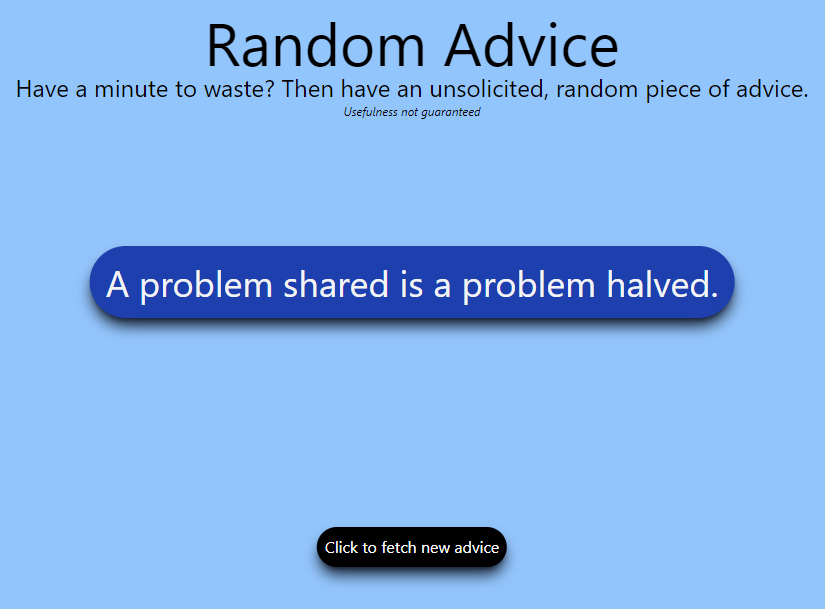 Random Advice
Have a minute to waste? Then have an unsolicited, random piece of advice.
Usefulness not guaranteed
A problem shared is a problem halved.
Click to fetch new advice